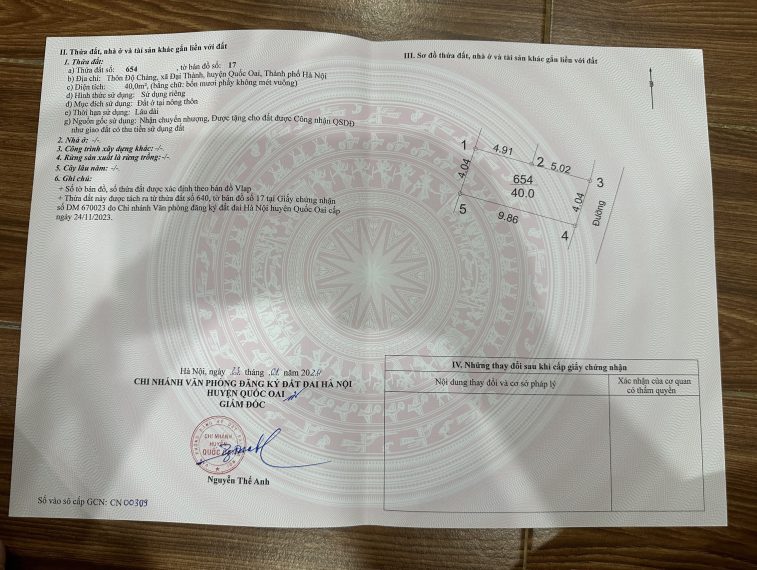 II. Thửa đất, nhà ở và tài sản khác gắn liền với đất
1. Thửa đất:
a) Thửa đất số: 654 , tờ bản đồ số: 17
b) Địa chỉ: Thôn Độ Chàng, xã Đại Thành, huyện Quốc Oai, Thành phố Hà Nội
c) Diện tích: 40,0m², (bằng chữ: bốn mươi phẩy không mét vuông)
d) Hình thức sử dụng: Sử dụng riêng
đ) Mục đích sử dụng: Đất ở tại nông thôn
e) Thời hạn sử dụng: Lâu dài
g) Nguồn gốc sử dụng: Nhận chuyển nhượng, Được tặng cho đất được Công nhận QSDĐ
như giao đất có thu tiền sử dụng đất
2. Nhà ở: -/-
3. Công trình xây dựng khác: -/-
4. Rừng sản xuất là rừng trồng: -/-
5. Cây lâu năm: -/-
6. Ghi chú:
+ Số tờ bản đồ, số thửa đất được xác định theo bản đồ Vlap
+ Thửa đất này được tách ra từ thửa đất số 640, tờ bản đồ số 17 tại Giấy chứng nhận
số DM 670023 do Chi nhánh Văn phòng đăng ký đất đai Hà Nội huyện Quốc Oai cấp
ngày 24/11/2023.
Hà Nội, ngày tháng 01 năm 2024
CHI NHÁNH VĂN PHÒNG ĐĂNG KÝ ĐẤT ĐAI HÀ NỘI
HUYỆN QUỐC OAI
GIÁM ĐỐC
CHI NHÁNH
HUYỆN
QUỐC OAI
Nguyễn Thế Anh
Số vào sổ cấp GCN: CN 00309
III. Sơ đồ thửa đất, nhà ở và tài sản khác gắn liền với đất
B
1
4.91
2
5.02
3
4.04
654
40.0
4.04
5
9.86
4
Đường
IV. Những thay đổi sau khi cấp giấy chứng nhận
Nội dung thay đổi và cơ sở pháp lý
Xác nhận của cơ quan
có thẩm quyền